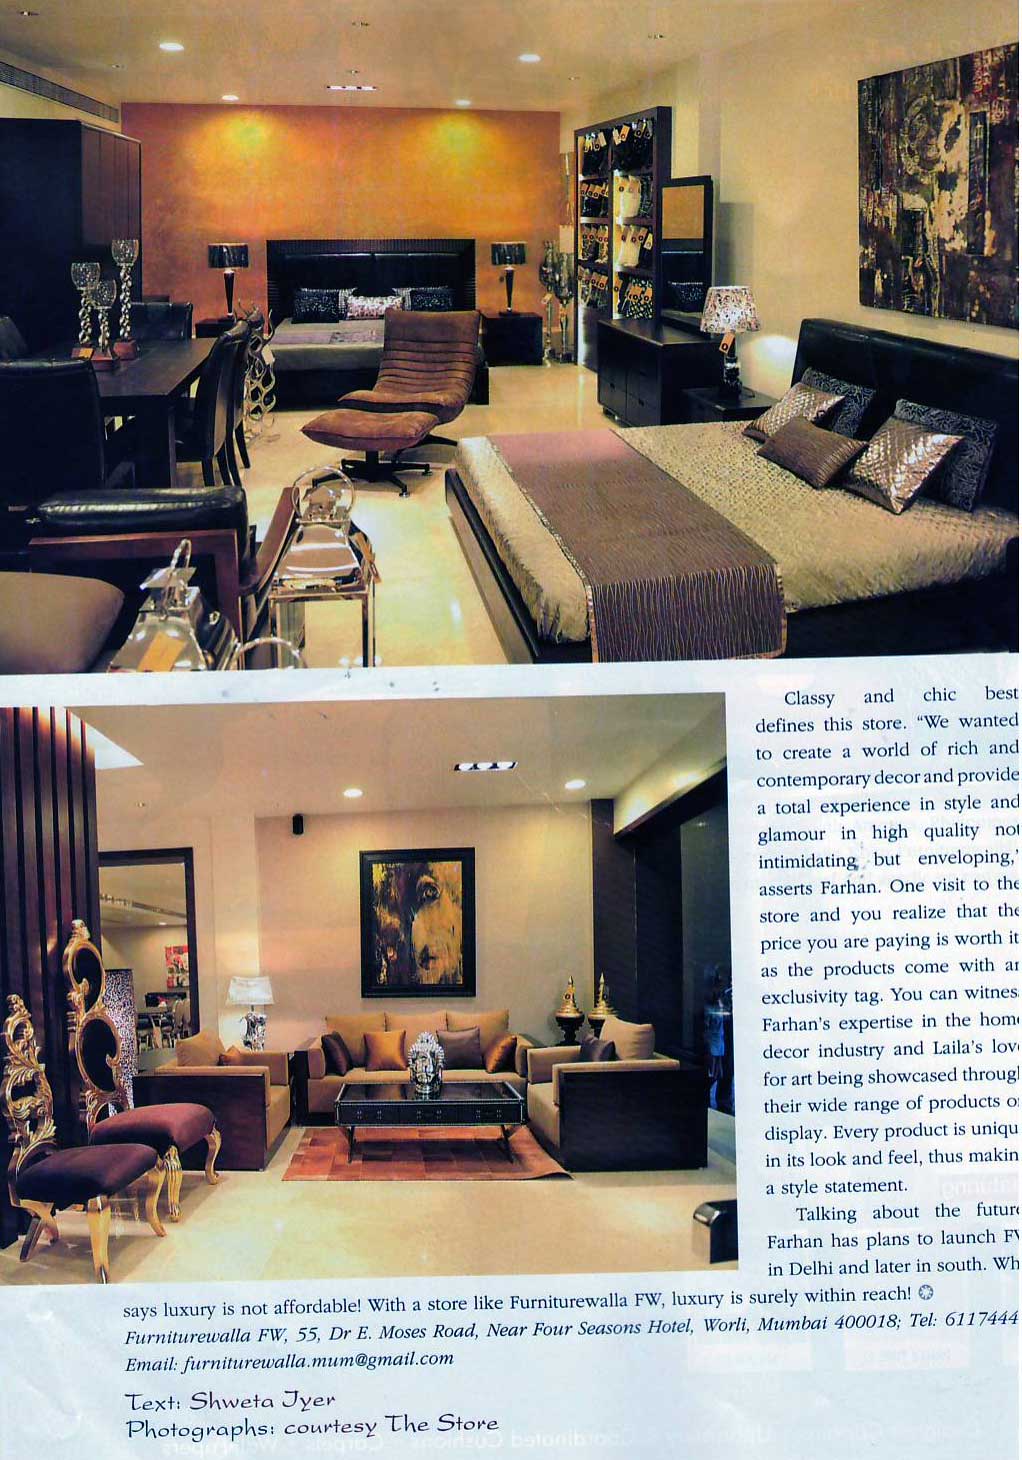 Classy and chic best
defines this store. “We wanted
to create a world of rich and
contemporary decor and provide
a total experience in style and
glamour in high quality not
intimidating but enveloping,”
asserts Farhan. One visit to the
store and you realize that the
price you are paying is worth it
as the products come with an
exclusivity tag. You can witnes
Farhan’s expertise in the home
decor industry and Laila’s love
for art being showcased throug
their wide range of products o
display. Every product is uniqu
in its look and feel, thus makin
a style statement.
Talking about the future
Farhan has plans to launch FW
in Delhi and later in south. Wh
says luxury is not affordable! With a store like Furniturewalla FW, luxury is surely within reach!
Furniturewalla FW, 55, Dr E. Moses Road, Near Four Seasons Hotel, Worli, Mumbai 400018; Tel: 6117444
Email: furniturewalla.mum@gmail.com
Text: Shweta Iyer
Photographs: courtesy The Store